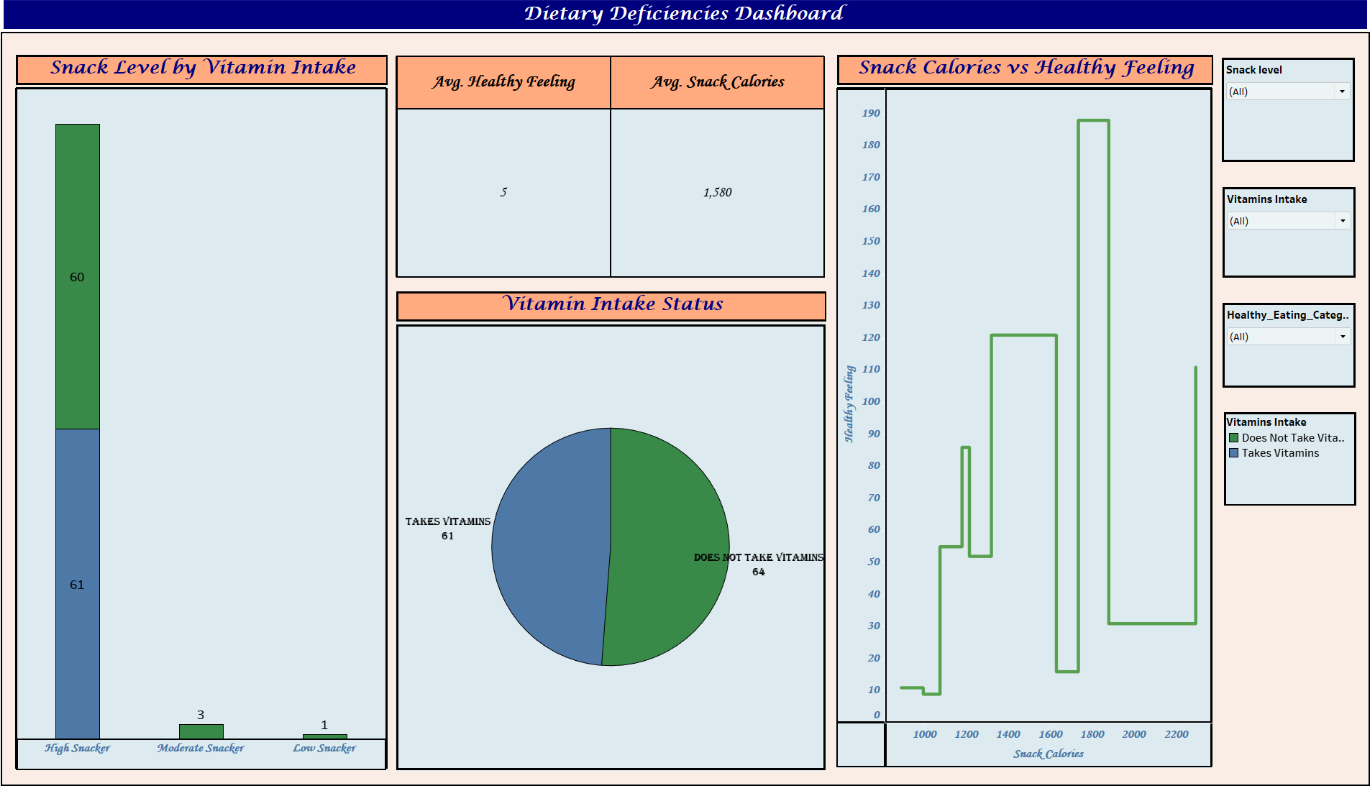 Dietary Deficiencies Dashboard
Snack Level by Vitamin Intake
60
61
3
1
High Snacker
Moderate Snacker
Low Snacker
Avg. Healthy Feeling
Avg. Snack Calories
5
1,580
Vitamin Intake Status
TAKES VITAMINS
61
DOES NOT TAKE VITAMINS
64
Snack Calories vs Healthy Feeling
190
180
170
160
150
140
130
120
110
100
90
80
70
60
50
40
30
20
10
0
Healthy Feeling
1000
1200
1400
1600
1800
2000
2200
Snack Calories
Snack level
(All)
Vitamins Intake
(All)
Healthy_Eating_Categ..
(All)
Vitamins Intake
Does Not Take Vita..
Takes Vitamins